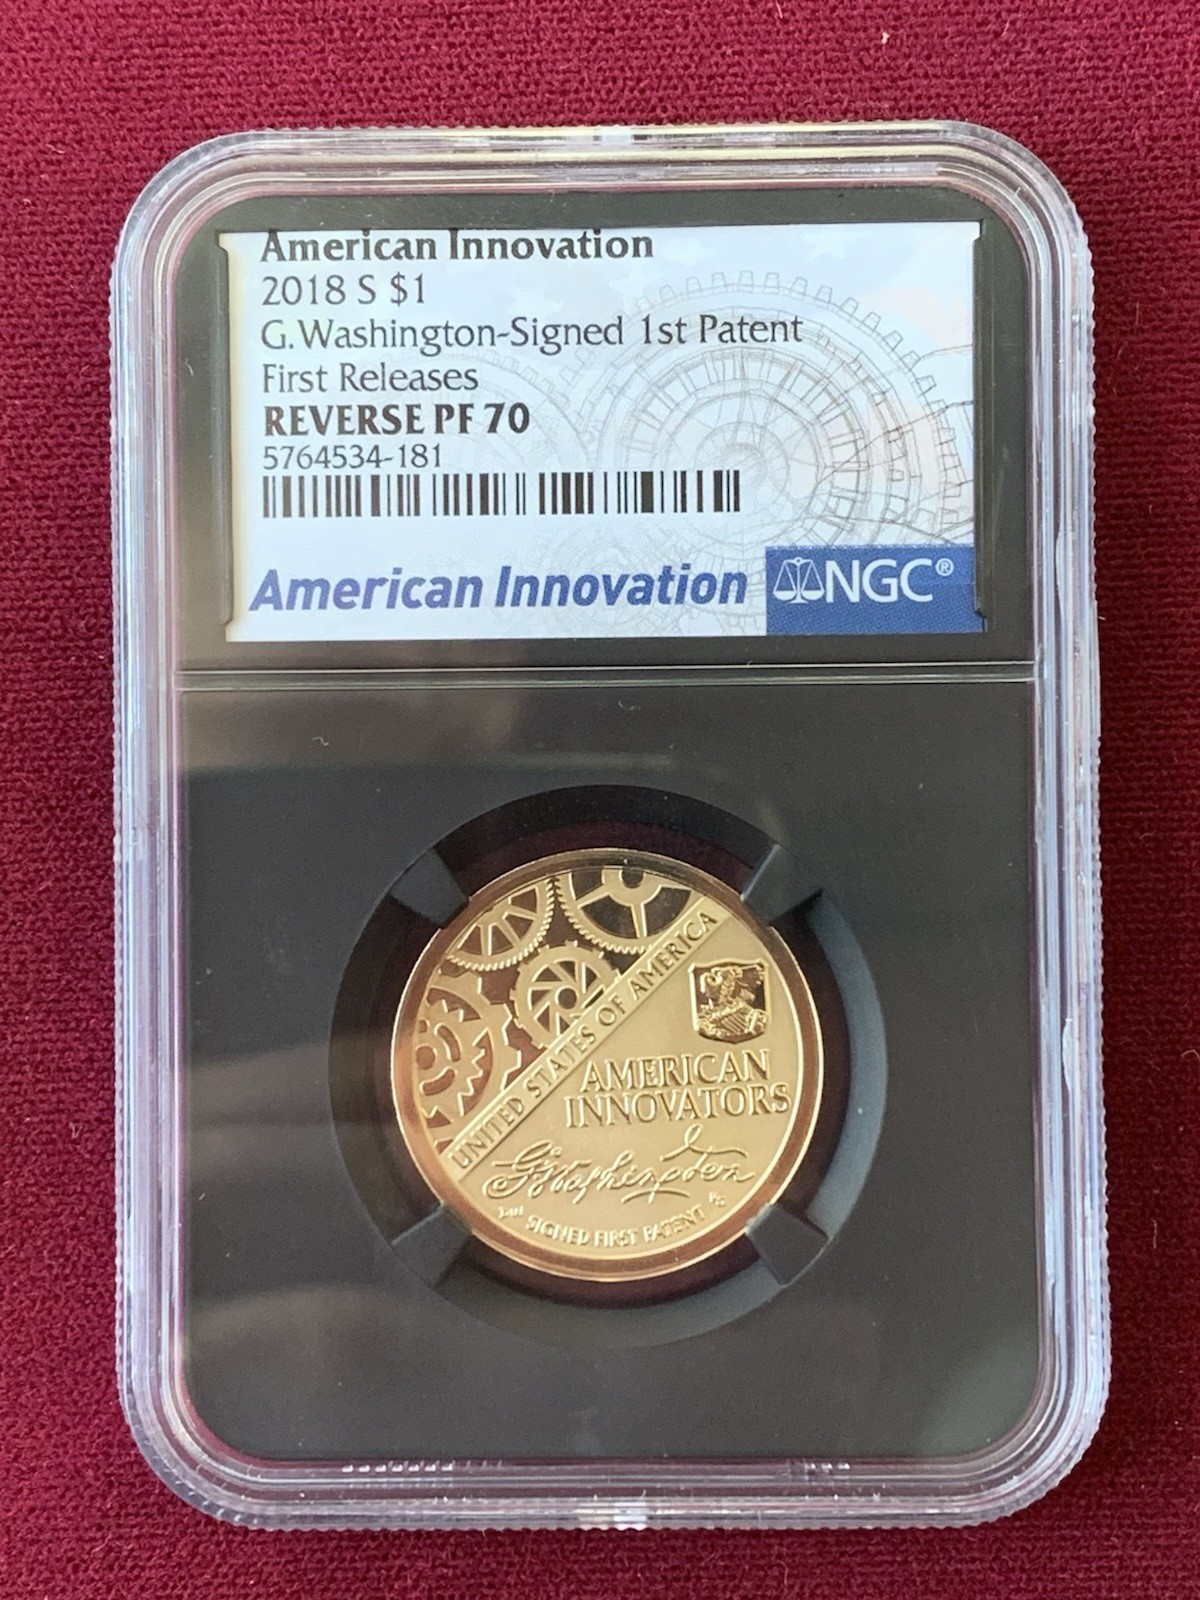 American Innovation
2018 S $1
G.Washington-Signed 1st Patent
First Releases
REVERSE PF 70
5764534-181
American Innovation
NGC®
UNITED STATES OF AMERICA
AMERICAN
INNOVATORS
G Washington
SIGNED FIRST PATENT